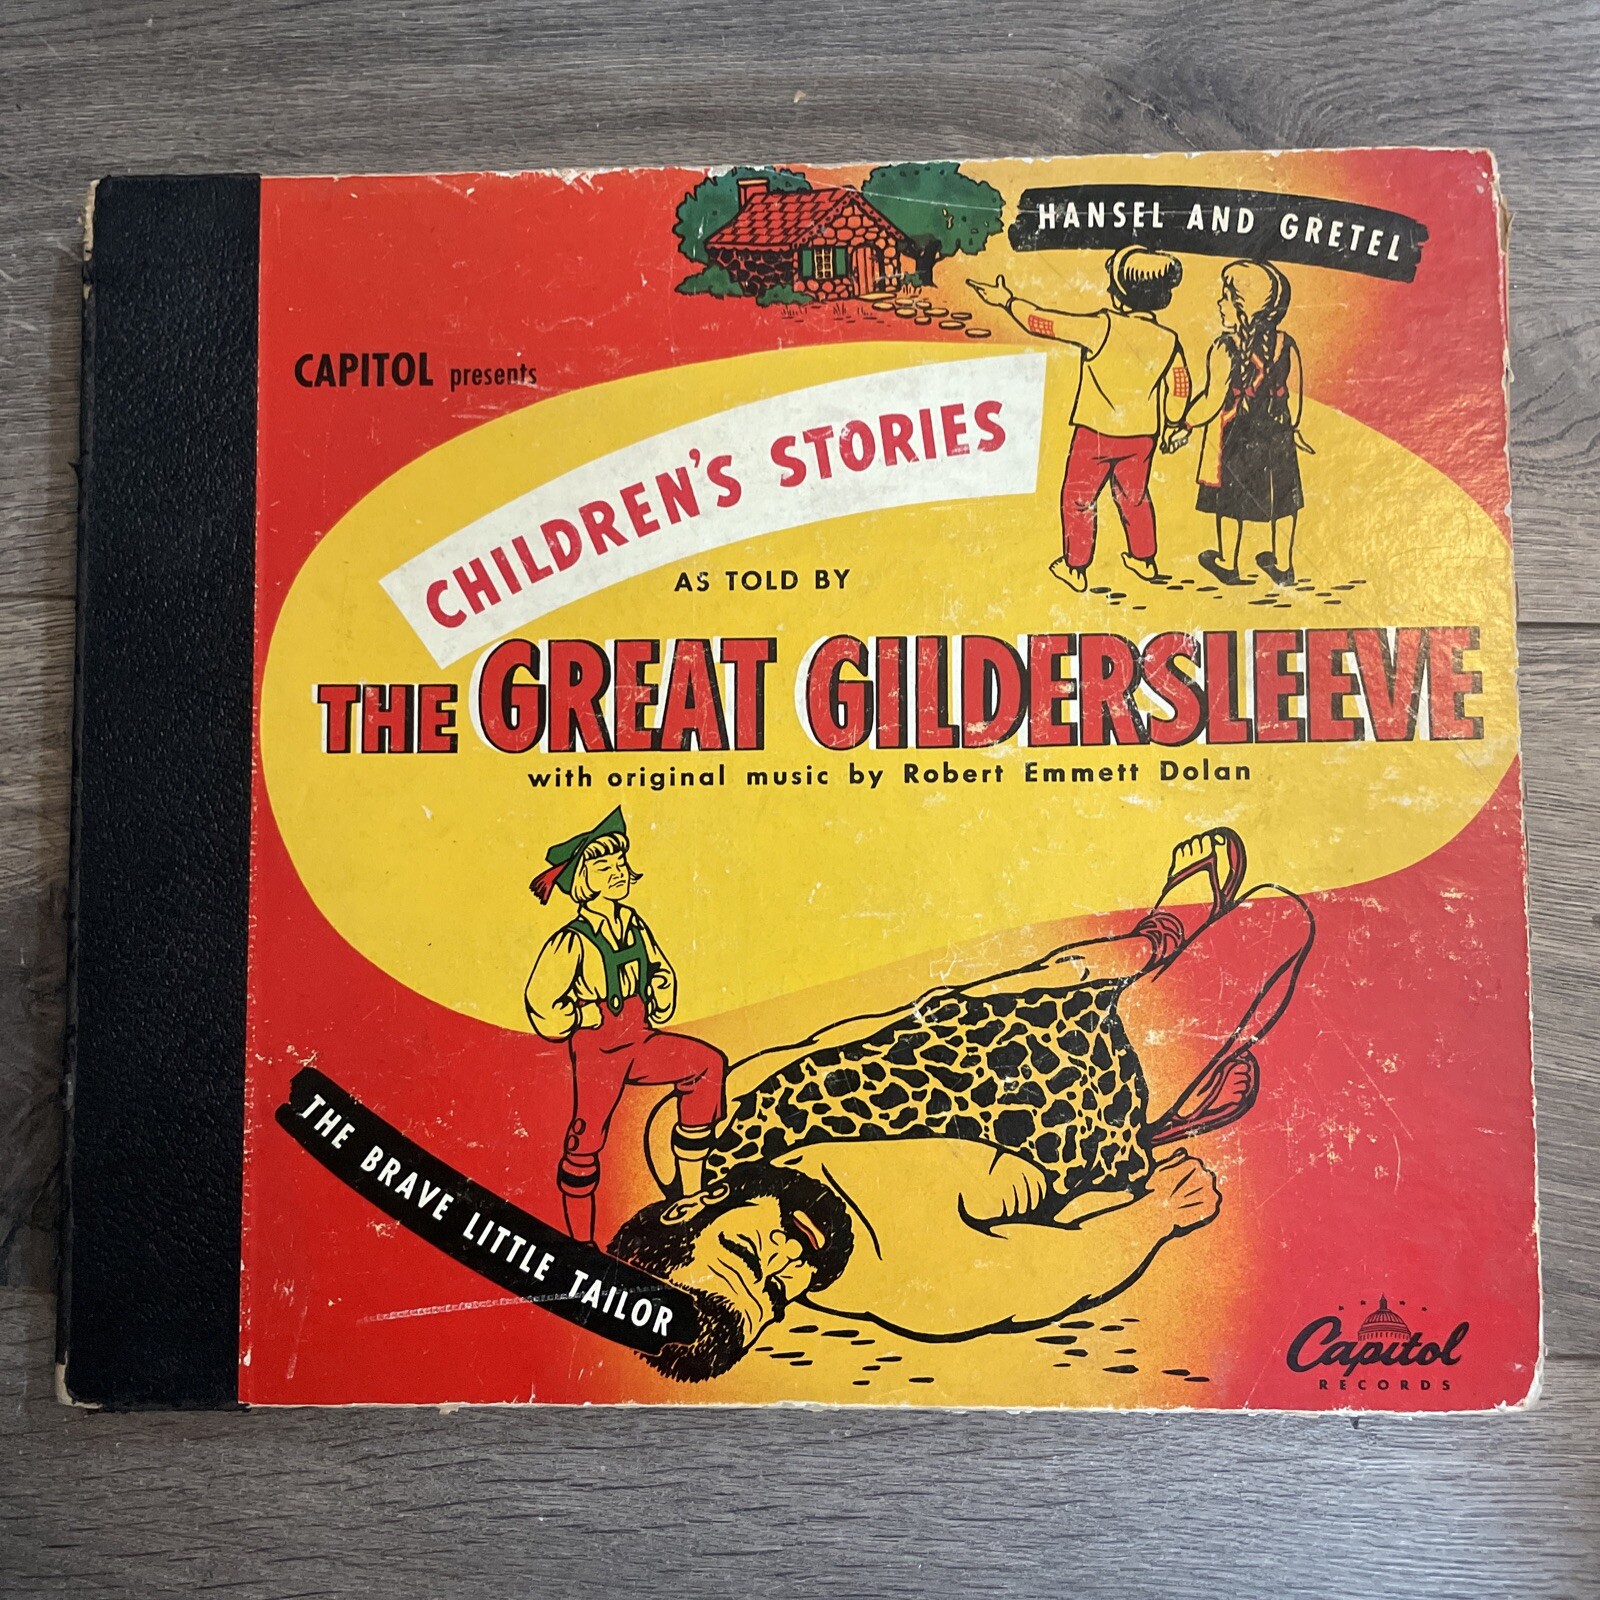 HANSEL AND GRETEL
CAPITOL presents
CHILDREN'S STORIES
AS TOLD BY
THE GREAT GILDERSLEEVE
with original music by Robert Emmett Dolan
THE BRAVE LITTLE TAILOR
Capitol
RECORDS